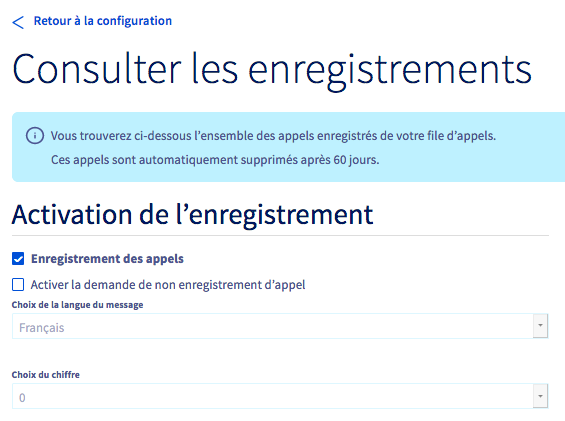 Retour à la configuration
Consulter les enregistrements
Vous trouverez ci-dessous l'ensemble des appels enregistrés de votre file d'appels.
Ces appels sont automatiquement supprimés après 60 jours.
Activation de l'enregistrement
Enregistrement des appels
Activer la demande de non enregistrement d'appel
Choix de la langue du message
Français
Choix du chiffre
0